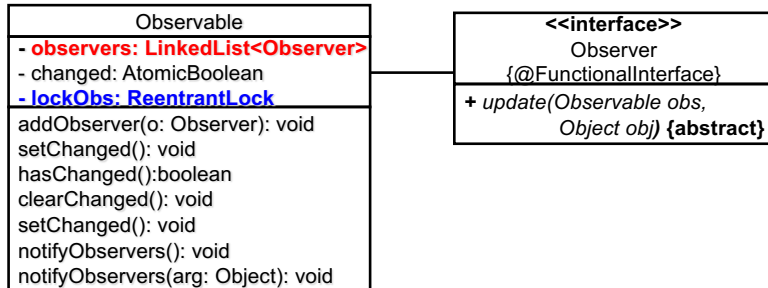 Observable
- observers: LinkedList<Observer>
- changed: AtomicBoolean
- lockObs: ReentrantLock
addObserver(o: Observer): void
setChanged(): void
hasChanged():boolean
clearChanged(): void
setChanged(): void
notifyObservers(): void
notifyObservers(arg: Object): void
<<interface>>
Observer
{@FunctionalInterface}
+ update(Observable obs,
Object obj) {abstract}